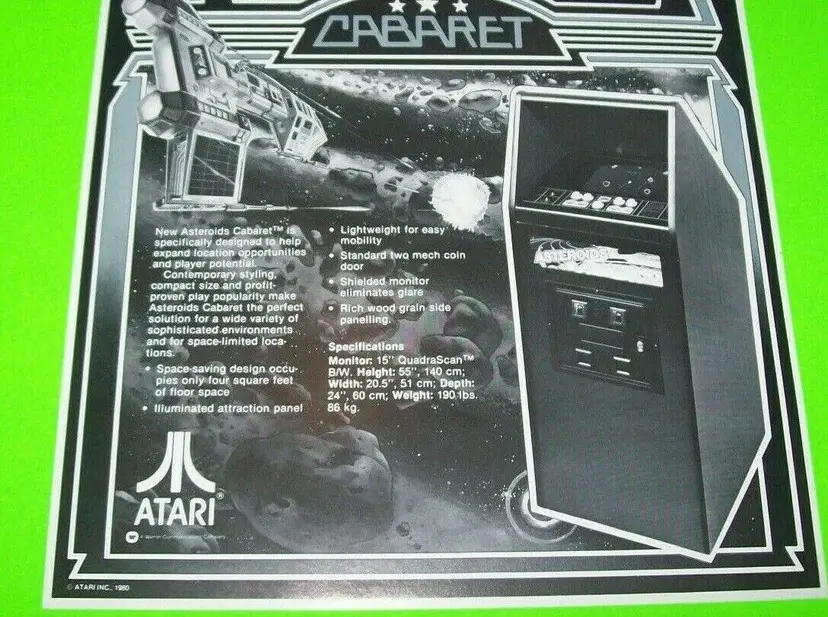 CABARET
New Asteroids Cabaret™ is
specifically designed to help
expand location opportunities
and player potential.
Contemporary styling,
compact size and profit-
proven play popularity make
Asteroids Cabaret the perfect
solution for a wide variety of
sophisticated environments
and for space-limited loca-
tions.
• Space-saving design occu-
pies only four square feet
of floor space
• Illuminated attraction panel
• Lightweight for easy
mobility
• Standard two mech coin
door
• Shielded monitor
eliminates glare
• Rich wood grain side
panelling.
Specifications
Monitor: 15" QuadraScan™
B/W. Height: 55", 140 cm;
Width: 20.5", 51 cm; Depth:
24", 60 cm; Weight: 190 lbs.
86 kg.
ASTEROIDS
ATARI®
A Warner Communications Company
© ATARI INC., 1980